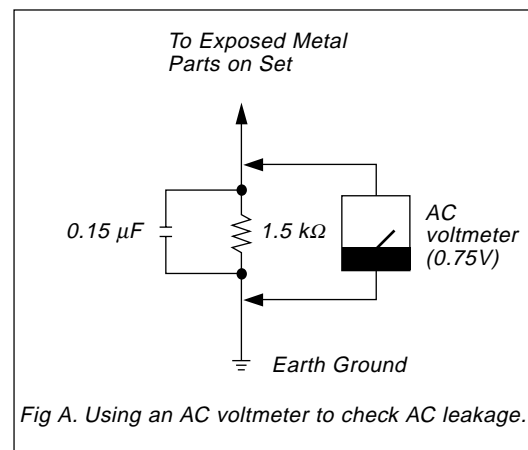 To Exposed Metal
Parts on Set
0.15 μF
1.5 kΩ
AC
voltmeter
(0.75V)
Earth Ground
Fig A. Using an AC voltmeter to check AC leakage.